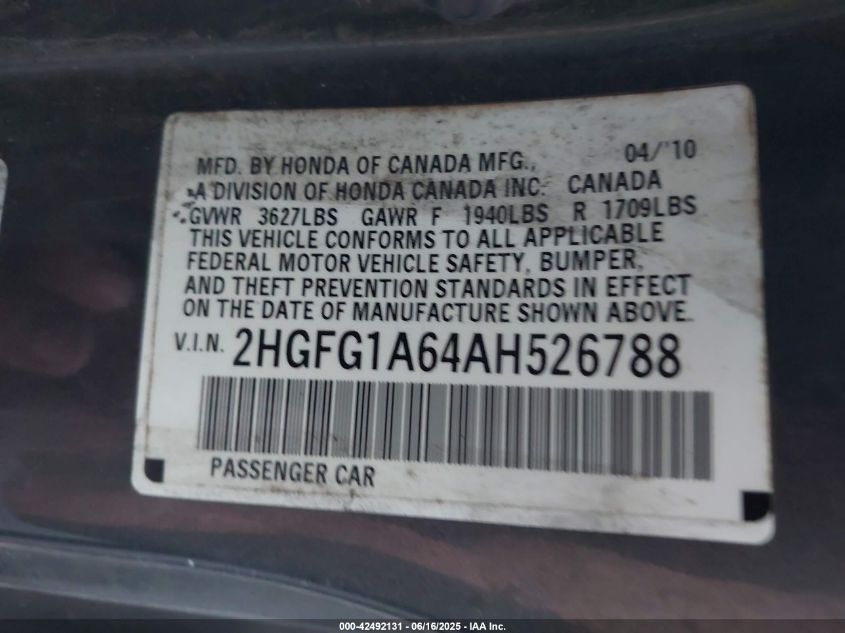 MFD. BY HONDA OF CANADA MFG., 04/'10
A DIVISION OF HONDA CANADA INC. CANADA
GVWR 3627LBS GAWR F 1940LBS R 1709LBS
THIS VEHICLE CONFORMS TO ALL APPLICABLE
FEDERAL MOTOR VEHICLE SAFETY, BUMPER,
AND THEFT PREVENTION STANDARDS IN EFFECT
ON THE DATE OF MANUFACTURE SHOWN ABOVE.
V.I.N. 2HGFG1A64AH526788
PASSENGER CAR
000-42492131 - 06/16/2025 - IAA Inc.